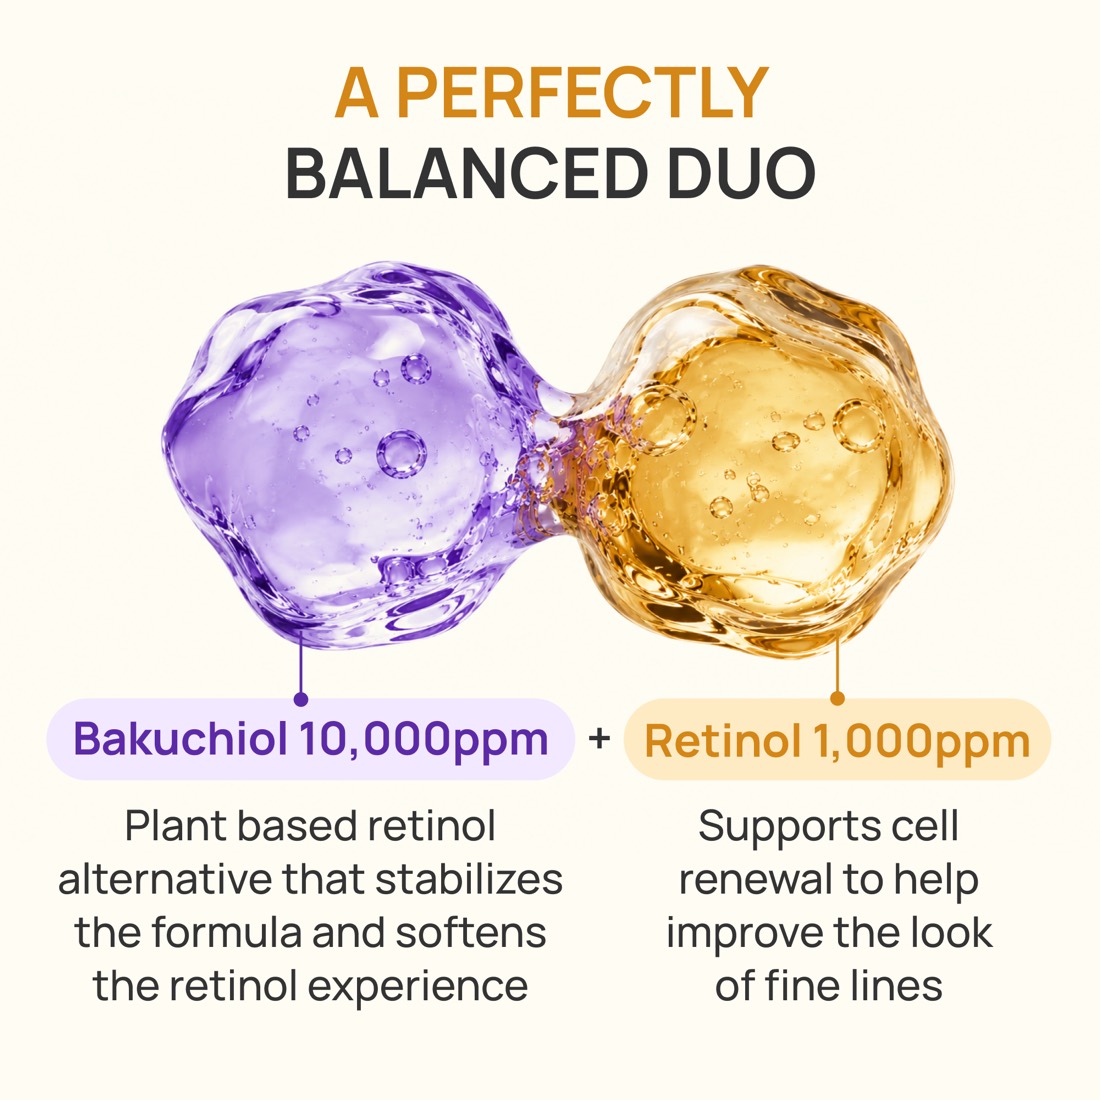 A PERFECTLY
BALANCED DUO
Bakuchiol 10,000ppm + Retinol 1,000ppm
Plant based retinol
alternative that stabilizes
the formula and softens
the retinol experience
Supports cell
renewal to help
improve the look
of fine lines